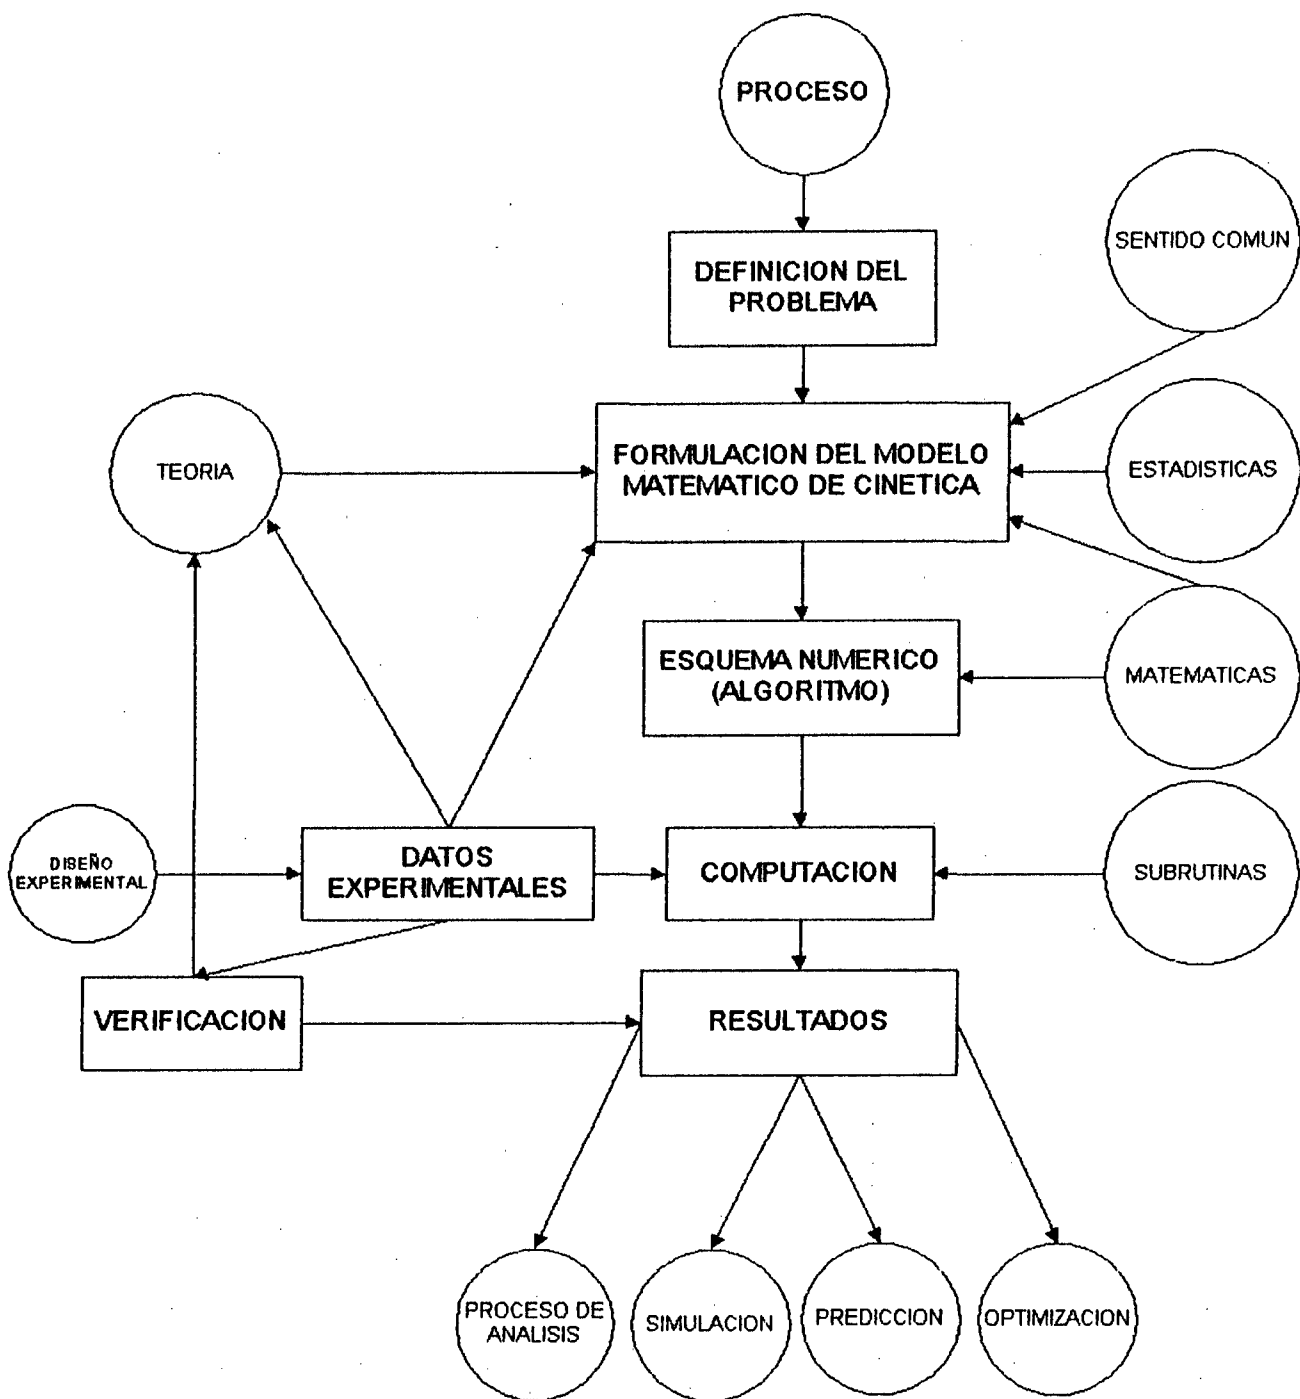 PROCESO
SENTIDO COMUN
DEFINICION DEL
PROBLEMA
TEORIA
FORMULACION DEL MODELO
MATEMATICO DE CINETICA
ESTADISTICAS
ESQUEMA NUMERICO
(ALGORITMO)
MATEMATICAS
DISEÑO
EXPERIMENTAL
DATOS
EXPERIMENTALES
COMPUTACION
SUBRUTINAS
VERIFICACION
RESULTADOS
PROCESO DE
ANALISIS
SIMULACION
PREDICCION
OPTIMIZACION